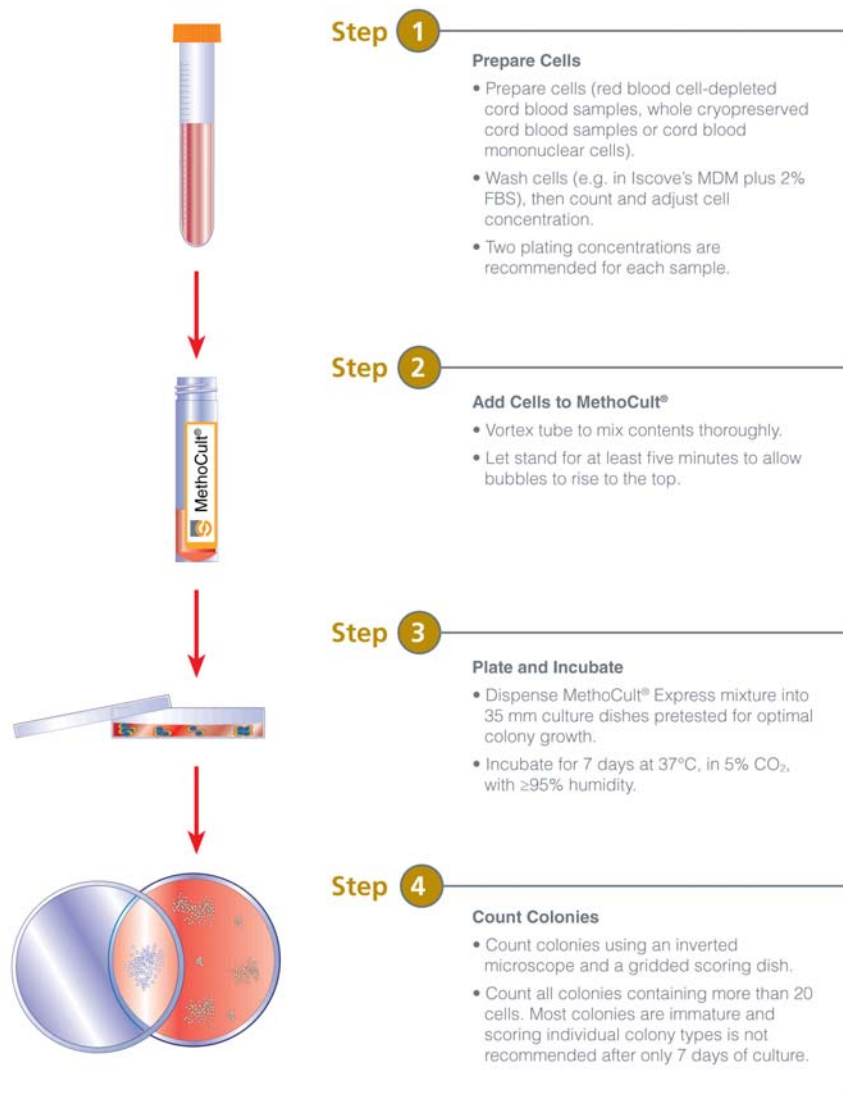 Step 1
Prepare Cells
• Prepare cells (red blood cell-depleted
cord blood samples, whole cryopreserved
cord blood samples or cord blood
mononuclear cells).
• Wash cells (e.g. in Iscove's MDM plus 2%
FBS), then count and adjust cell
concentration.
• Two plating concentrations are
recommended for each sample.
Step 2
Add Cells to MethoCult®
• Vortex tube to mix contents thoroughly.
• Let stand for at least five minutes to allow
bubbles to rise to the top.
MethoCult®
Step 3
Plate and Incubate
• Dispense MethoCult® Express mixture into
35 mm culture dishes pretested for optimal
colony growth.
• Incubate for 7 days at 37°C, in 5% CO₂,
with ≥95% humidity.
Step 4
Count Colonies
• Count colonies using an inverted
microscope and a gridded scoring dish.
• Count all colonies containing more than 20
cells. Most colonies are immature and
scoring individual colony types is not
recommended after only 7 days of culture.